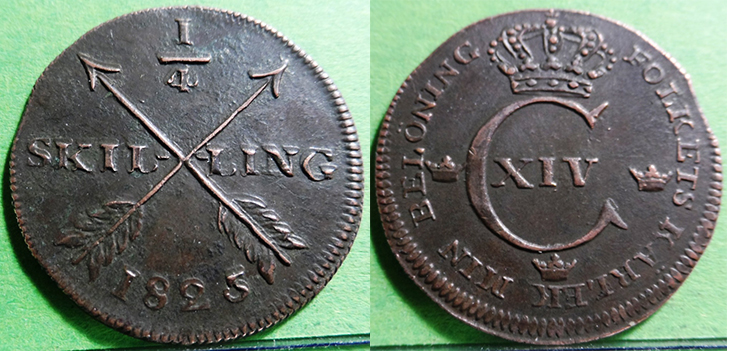 1
4
SKIL-LING
1825
FOLKETS KÄRLEK MIN BELÖNING
C
XIV